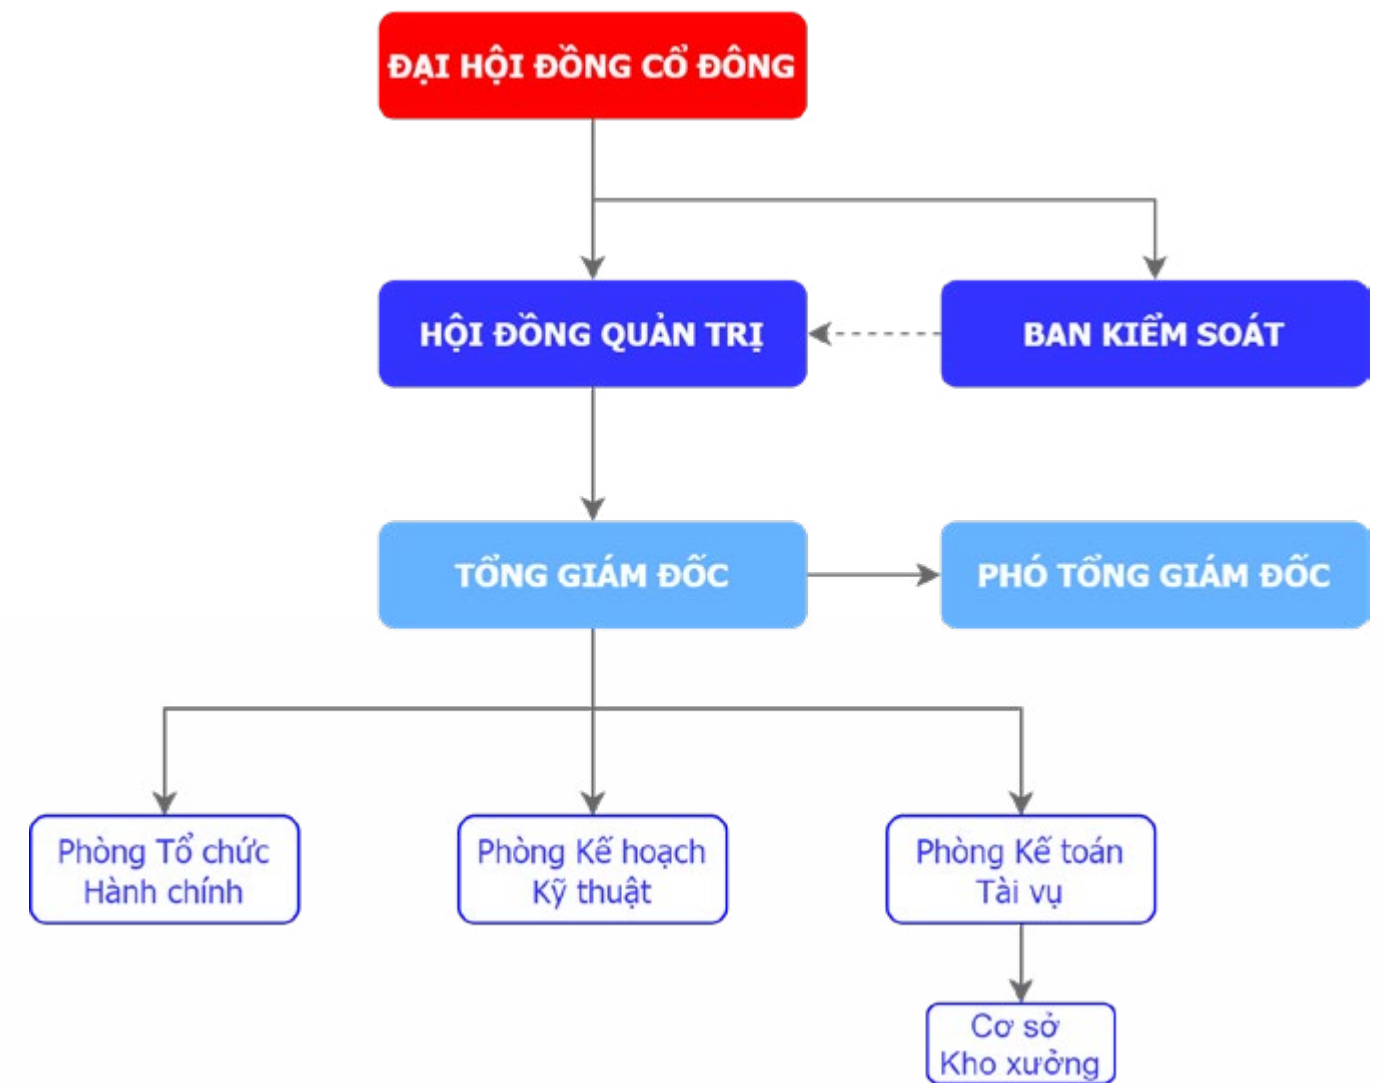 ĐẠI HỘI ĐỒNG CỔ ĐÔNG
HỘI ĐỒNG QUẢN TRỊ
BAN KIỂM SOÁT
TỔNG GIÁM ĐỐC
PHÓ TỔNG GIÁM ĐỐC
Phòng Tổ chức
Hành chính
Phòng Kế hoạch
Kỹ thuật
Phòng Kế toán
Tài vụ
Cơ sở
Kho xưởng